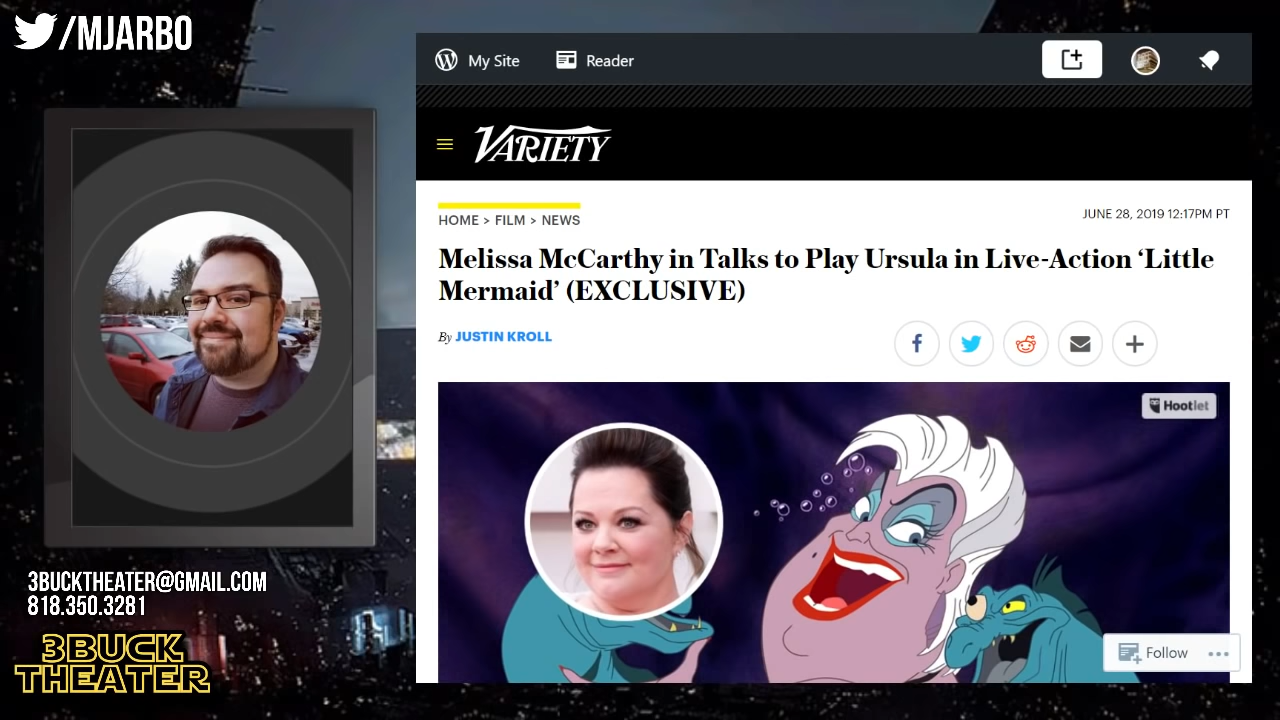 /MJARBO
My Site
Reader
VARIETY
HOME > FILM > NEWS
JUNE 28, 2019 12:17PM PT
Melissa McCarthy in Talks to Play Ursula in Live-Action ‘Little
Mermaid’ (EXCLUSIVE)
By JUSTIN KROLL
Hootlet
Follow
3BUCKTHEATER@GMAIL.COM
818.350.3281
3BUCK
THEATER